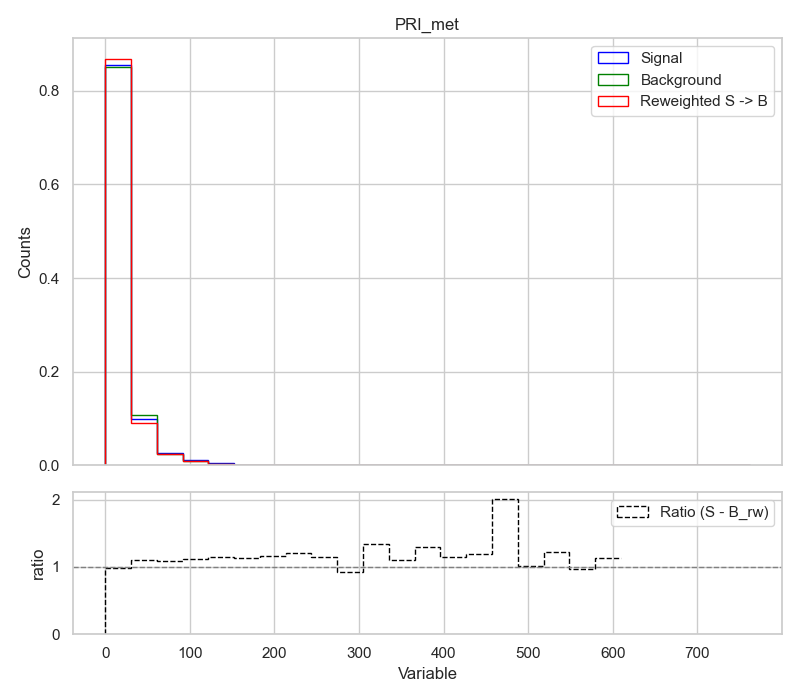 PRI_met
Signal
Background
Reweighted S -> B
0.8
0.6
0.4
0.2
0.0
Counts
Ratio (S - B_rw)
2
1
0
ratio
0
100
200
300
400
500
600
700
Variable